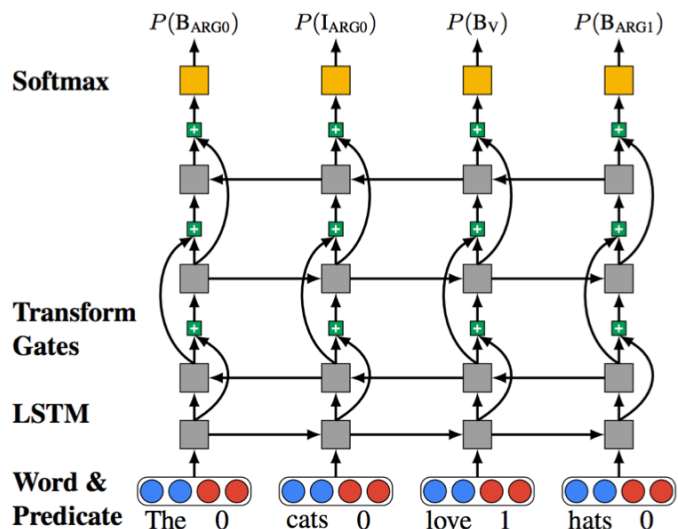 P(B_ARG0) P(I_ARG0) P(B_V) P(B_ARG1)
Softmax
+ + + +
+ + + +
Transform
Gates
+ + + +
LSTM
Word &
Predicate
The 0 cats 0 love 1 hats 0